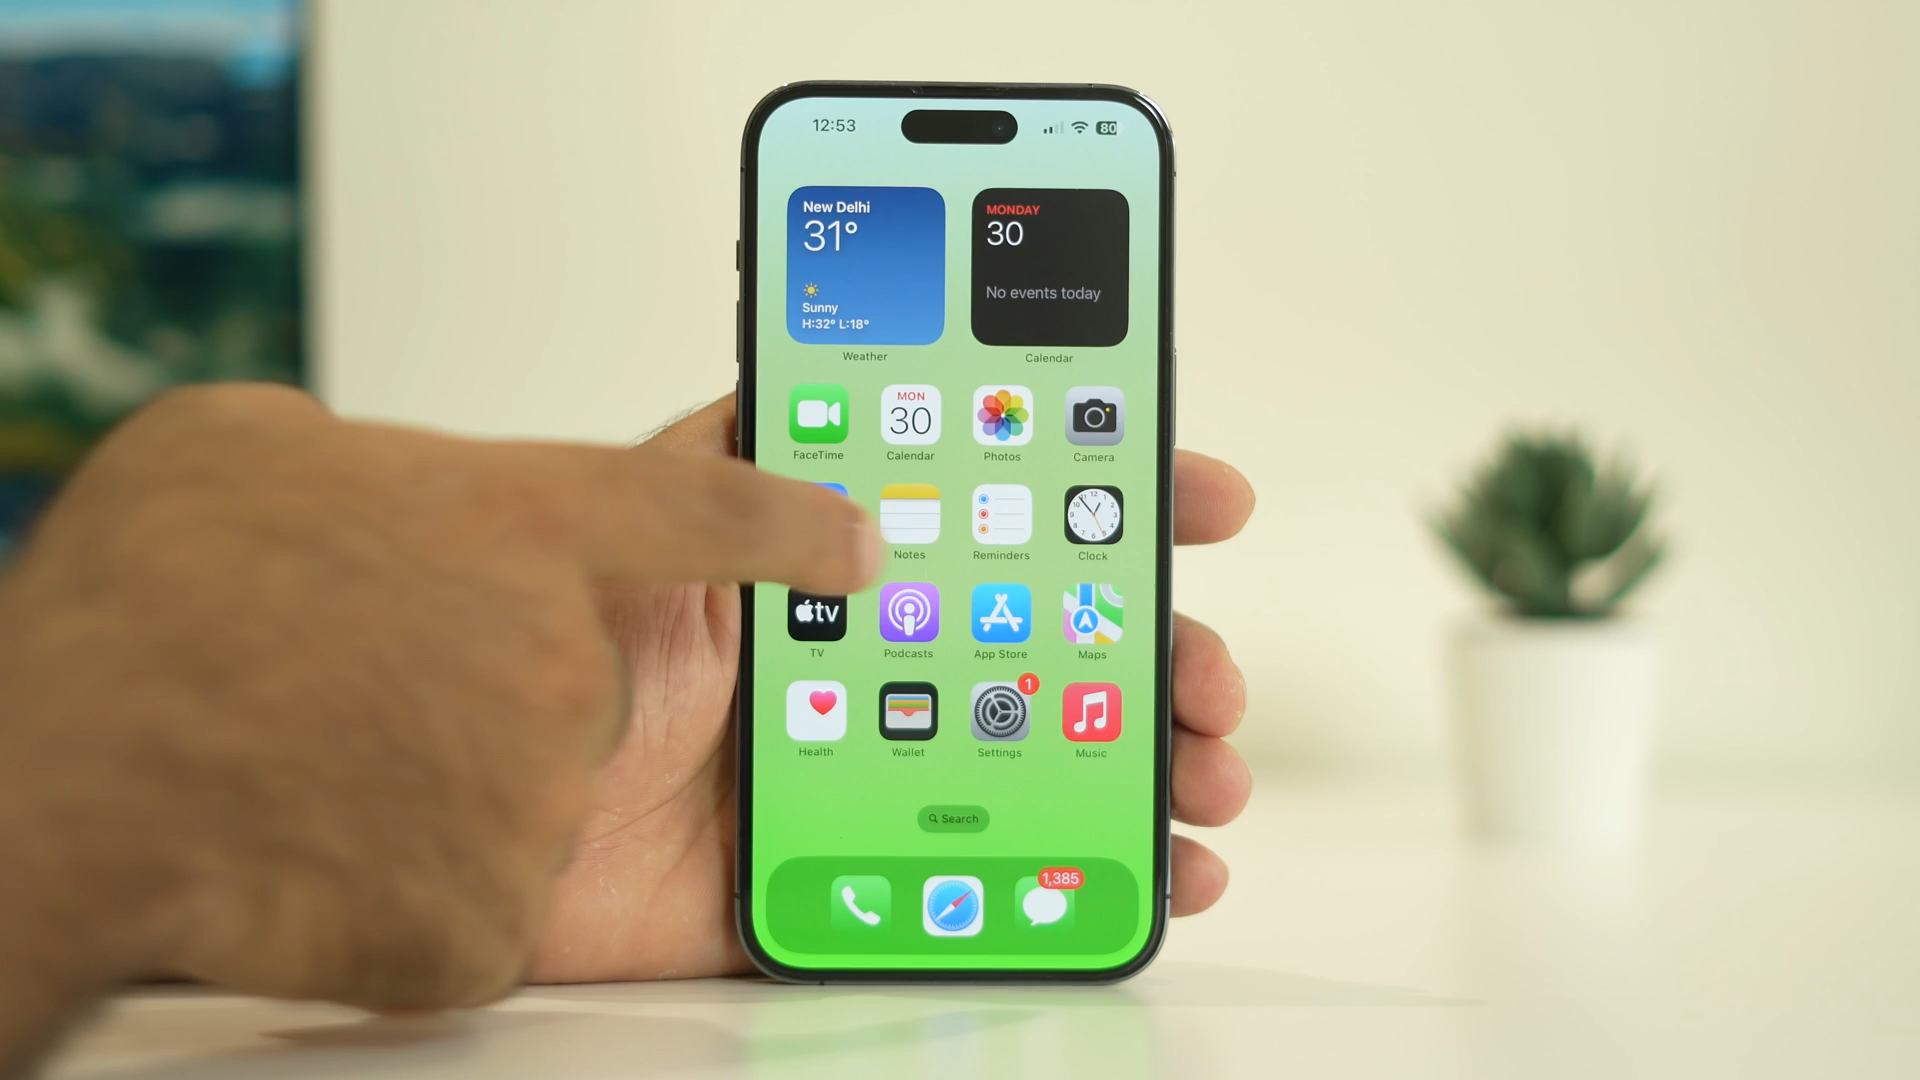 12:53
80
New Delhi
31°
Sunny
H:32° L:18°
Weather
MONDAY
30
No events today
Calendar
MON
30
FaceTime
Calendar
Photos
Camera
Notes
Reminders
Clock
tv
TV
Podcasts
App Store
Maps
1
Health
Wallet
Settings
Music
Search
1,385